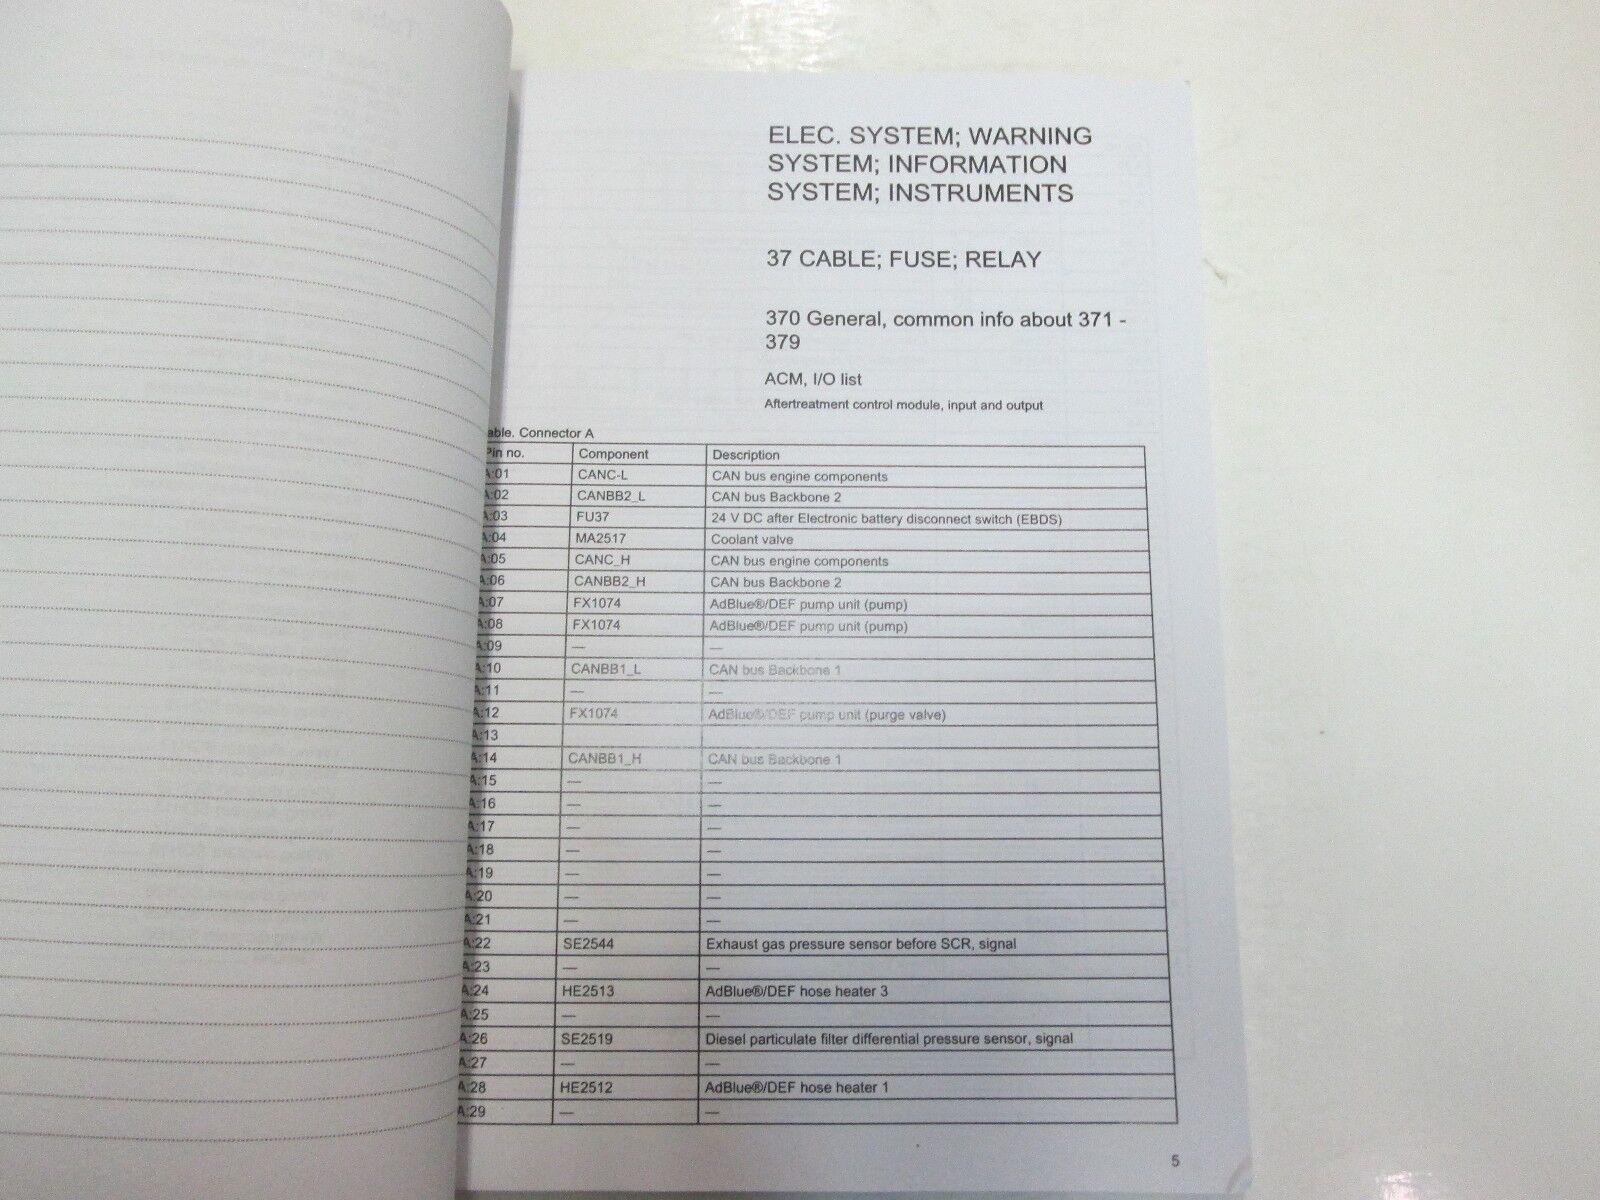 ELEC. SYSTEM; WARNING
SYSTEM; INFORMATION
SYSTEM; INSTRUMENTS
37 CABLE; FUSE; RELAY
370 General, common info about 371 -
379
ACM, I/O list
Aftertreatment control module, input and output
able. Connector A
Pin no. Component Description
A:01 CANC-L CAN bus engine components
A:02 CANBB2_L CAN bus Backbone 2
A:03 FU37 24 V DC after Electronic battery disconnect switch (EBDS)
A:04 MA2517 Coolant valve
A:05 CANC_H CAN bus engine components
A:06 CANBB2_H CAN bus Backbone 2
A:07 FX1074 AdBlue®/DEF pump unit (pump)
A:08 FX1074 AdBlue®/DEF pump unit (pump)
A:09 — —
A:10 CANBB1_L CAN bus Backbone 1
A:11 — —
A:12 FX1074 AdBlue®/DEF pump unit (purge valve)
A:13
A:14 CANBB1_H CAN bus Backbone 1
A:15 — —
A:16 — —
A:17 — —
A:18 — —
A:19 — —
A:20 — —
A:21 — —
A:22 SE2544 Exhaust gas pressure sensor before SCR, signal
A:23 — —
A:24 HE2513 AdBlue®/DEF hose heater 3
A:25 — —
A:26 SE2519 Diesel particulate filter differential pressure sensor, signal
A:27 — —
A:28 HE2512 AdBlue®/DEF hose heater 1
A:29 — —
5